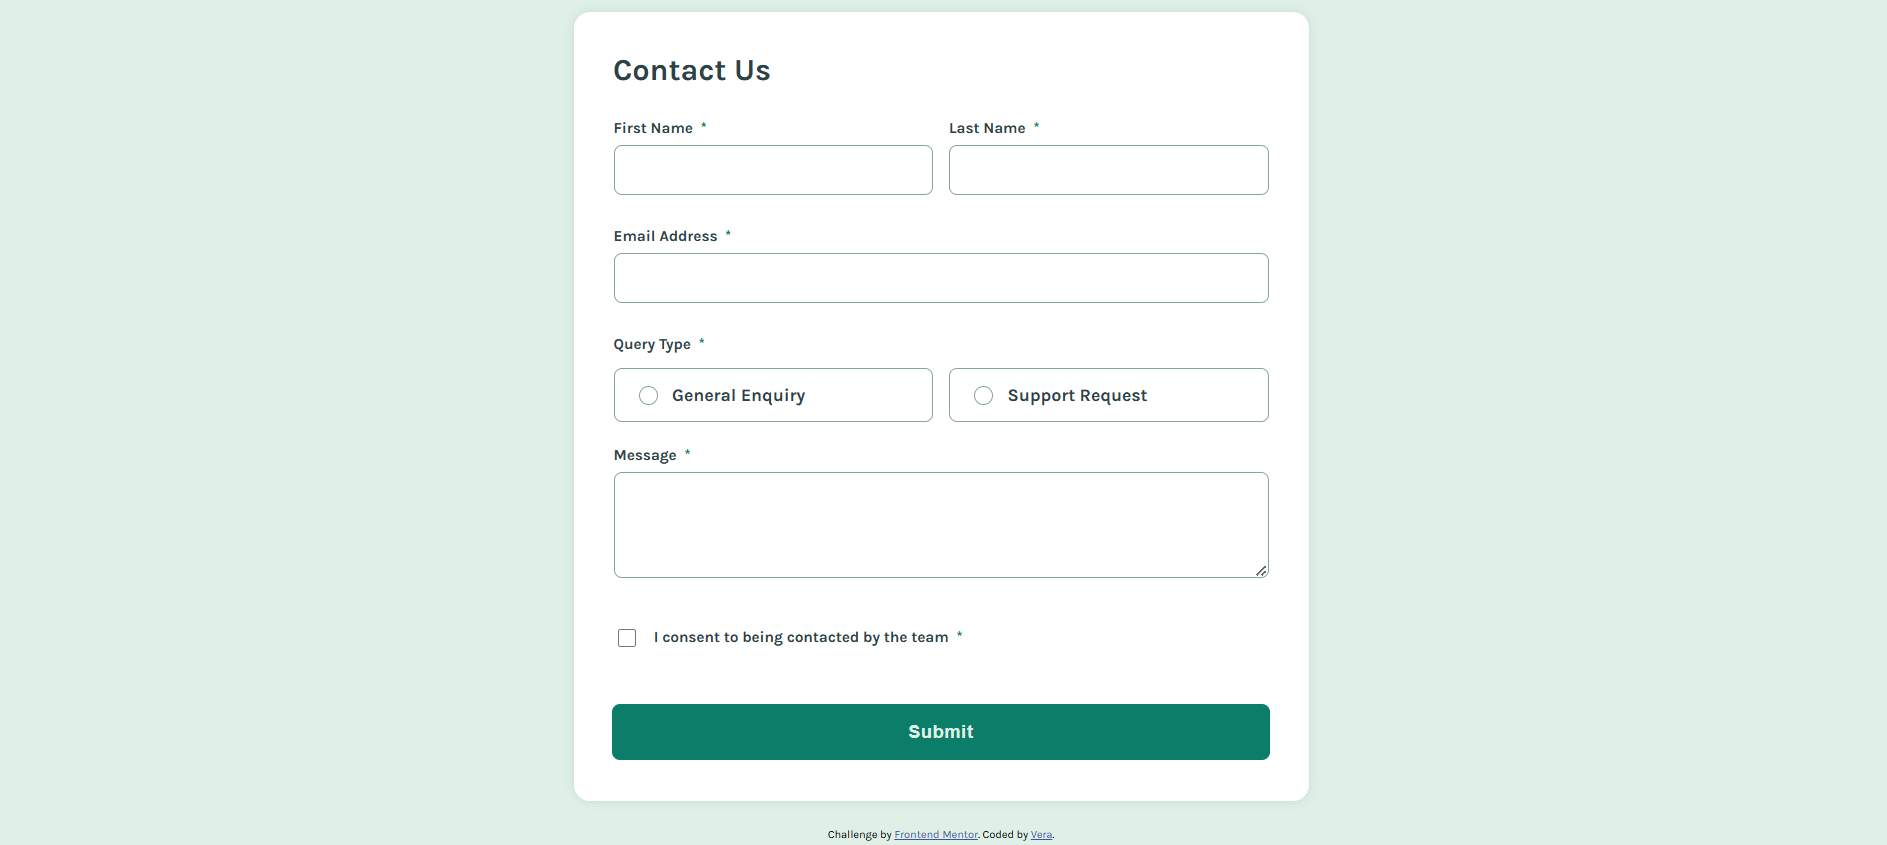 Contact Us
First Name *
Last Name *
Email Address *
Query Type *
General Enquiry
Support Request
Message *
I consent to being contacted by the team *
Submit
Challenge by Frontend Mentor. Coded by Vera.